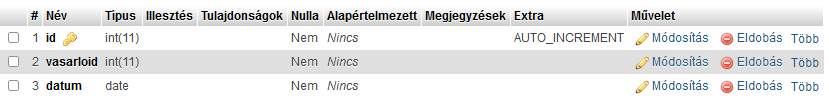 # Név Típus Illesztés Tulajdonságok Nulla Alapértelmezett Megjegyzések Extra Művelet
1 id int(11) Nem Nincs AUTO_INCREMENT Módosítás Eldobás Több
2 vasarloid int(11) Nem Nincs Módosítás Eldobás Több
3 datum date Nem Nincs Módosítás Eldobás Több